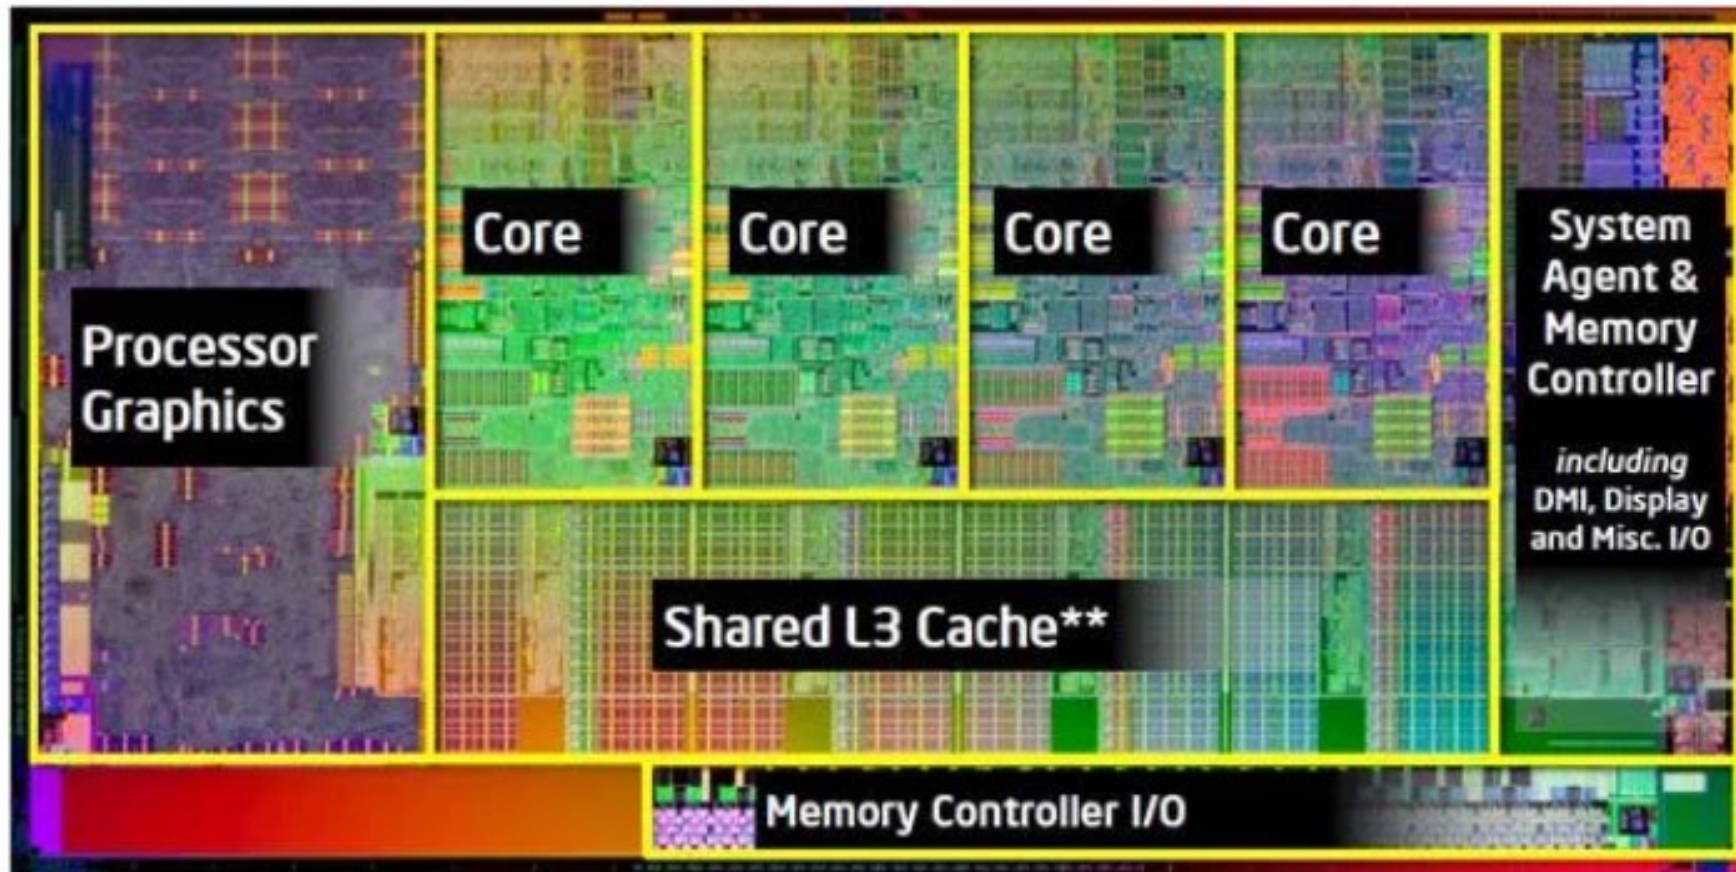 Processor
Graphics
Core
Core
Core
Core
System
Agent &
Memory
Controller
including
DMI, Display
and Misc. I/O
Shared L3 Cache**
Memory Controller I/O